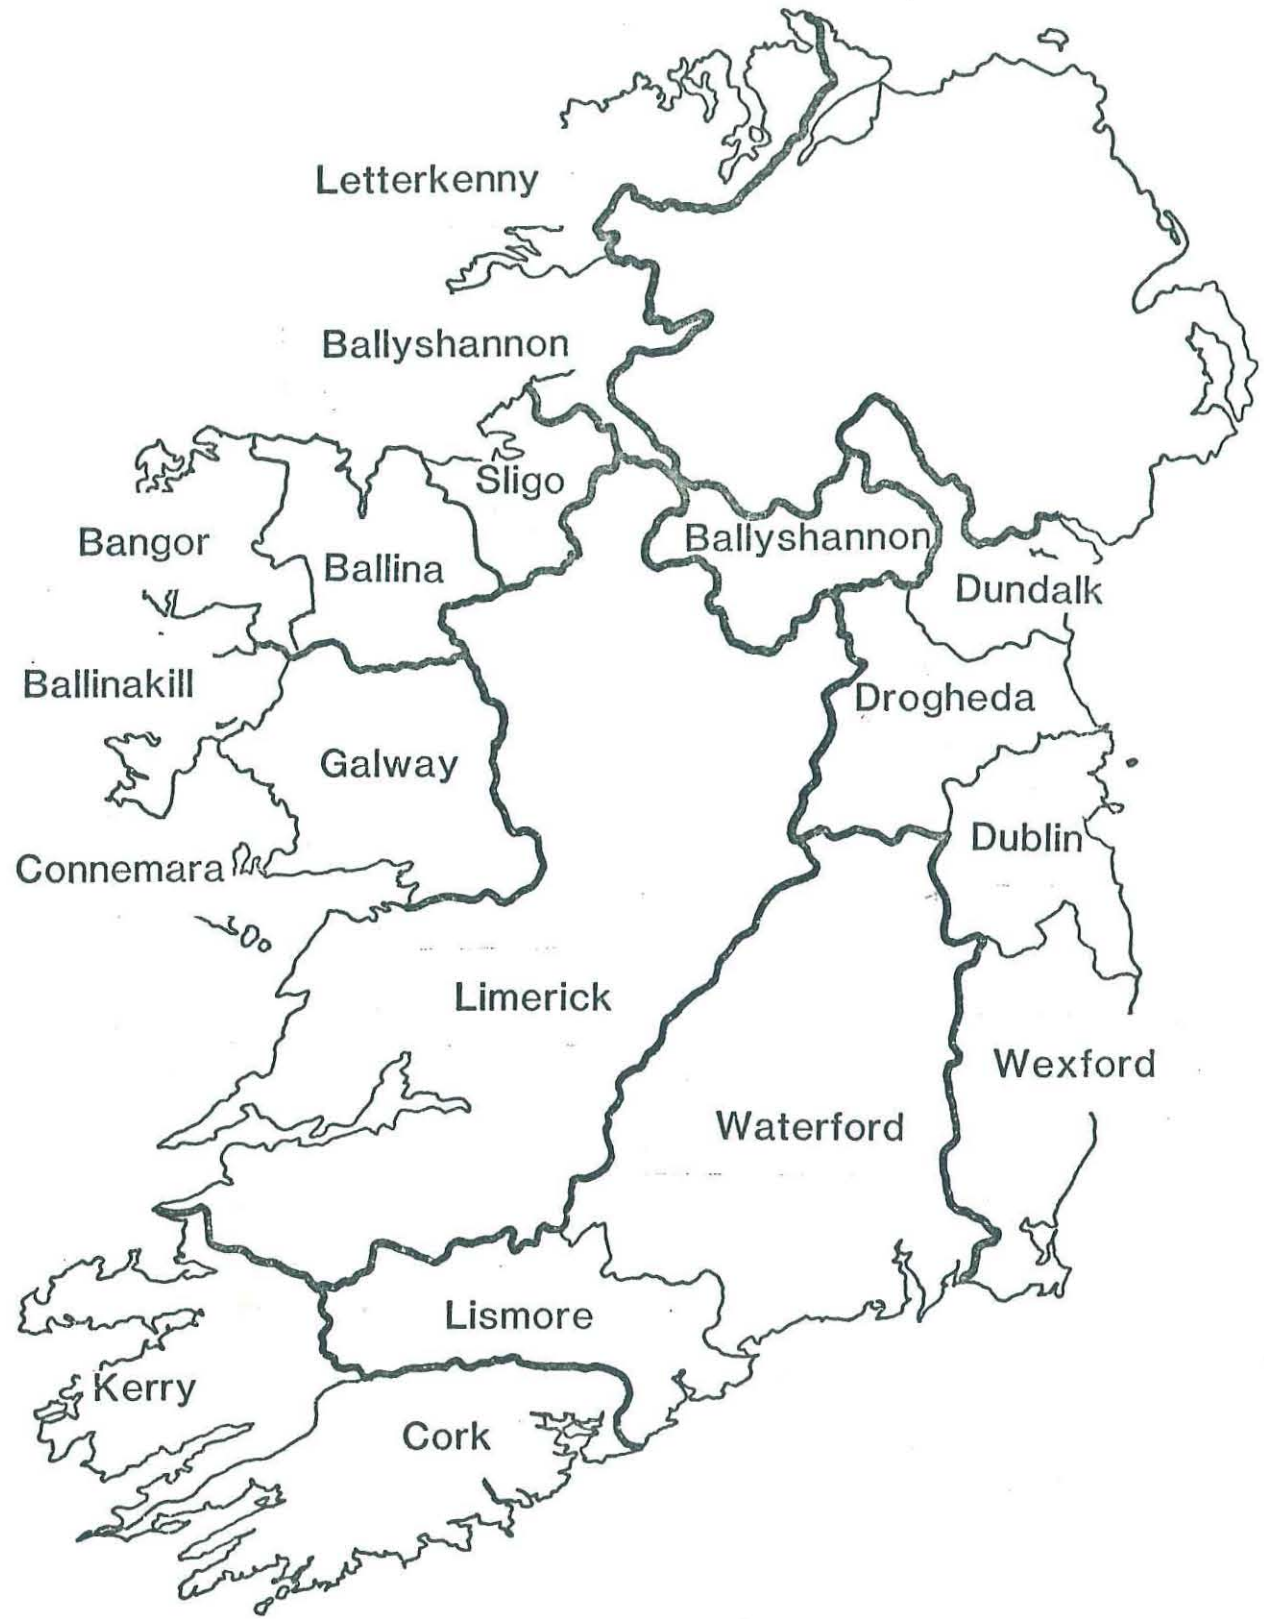 Letterkenny
Ballyshannon
Sligo
Bangor
Ballina
Ballyshannon
Dundalk
Ballinakill
Drogheda
Galway
Dublin
Connemara
Limerick
Wexford
Waterford
Lismore
Kerry
Cork